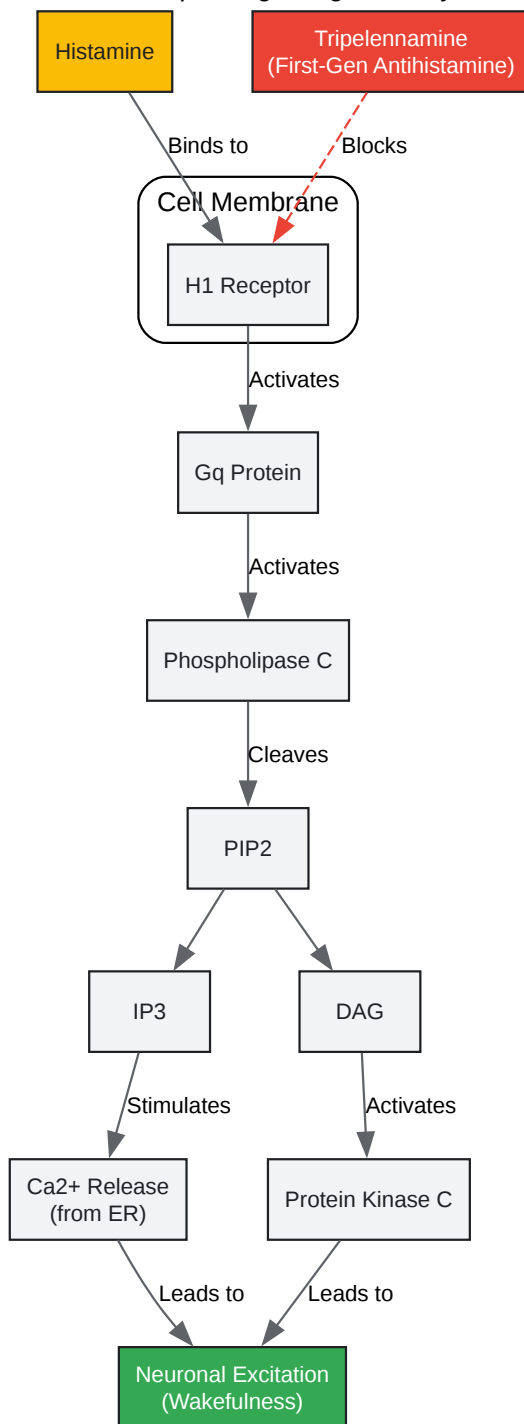 Histamine
Tripelennamine
(First-Gen Antihistamine)
Binds to
Blocks
Cell Membrane
H1 Receptor
Activates
Gq Protein
Activates
Phospholipase C
Cleaves
PIP2
IP3
DAG
Stimulates
Activates
Ca2+ Release
(from ER)
Protein Kinase C
Leads to
Leads to
Neuronal Excitation
(Wakefulness)